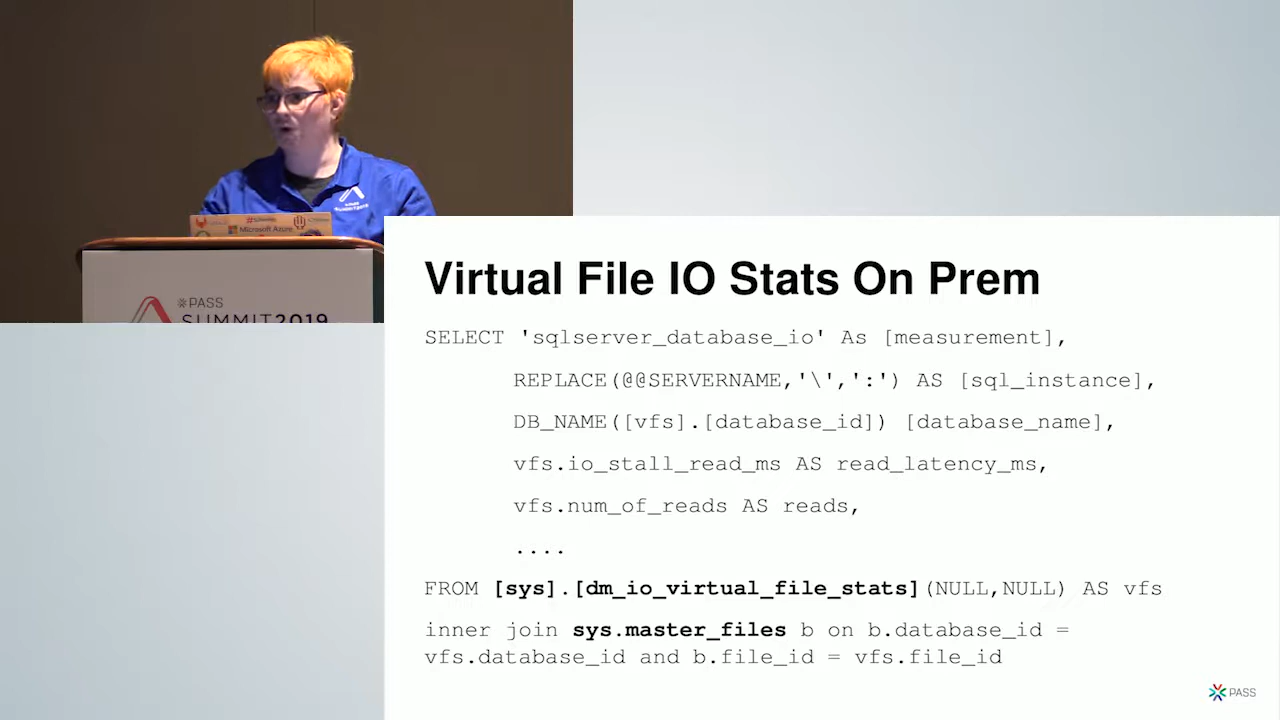 Microsoft Azure
PASS
SUMMIT 2019
Virtual File IO Stats On Prem
SELECT 'sqlserver_database_io' As [measurement],
REPLACE(@@SERVERNAME,'\',':') AS [sql_instance],
DB_NAME([vfs].[database_id]) [database_name],
vfs.io_stall_read_ms AS read_latency_ms,
vfs.num_of_reads AS reads,
....
FROM [sys].[dm_io_virtual_file_stats](NULL,NULL) AS vfs
inner join sys.master_files b on b.database_id =
vfs.database_id and b.file_id = vfs.file_id
PASS